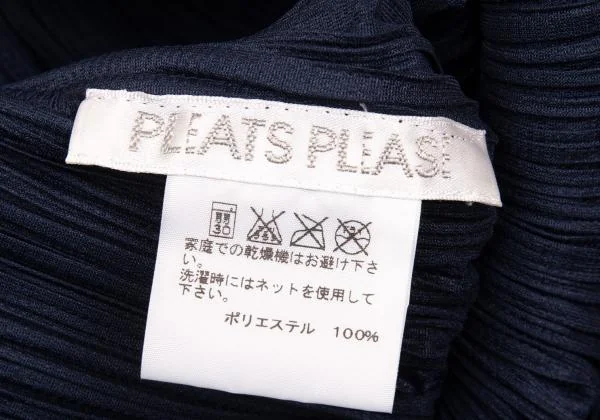 PLEATS PLEAS
30
家庭での乾燥機はお避け下さ
い。
洗濯時にはネットを使用して
下さい。
ポリエステル 100%